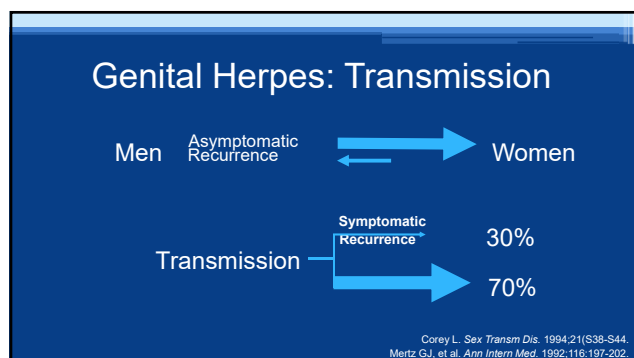 Genital Herpes: Transmission
Men
Asymptomatic
Recurrence
Women
Symptomatic
Recurrence
30%
Transmission
70%
Corey L. Sex Transm Dis. 1994;21(S38-S44.
Mertz GJ, et al. Ann Intern Med. 1992;116:197-202.